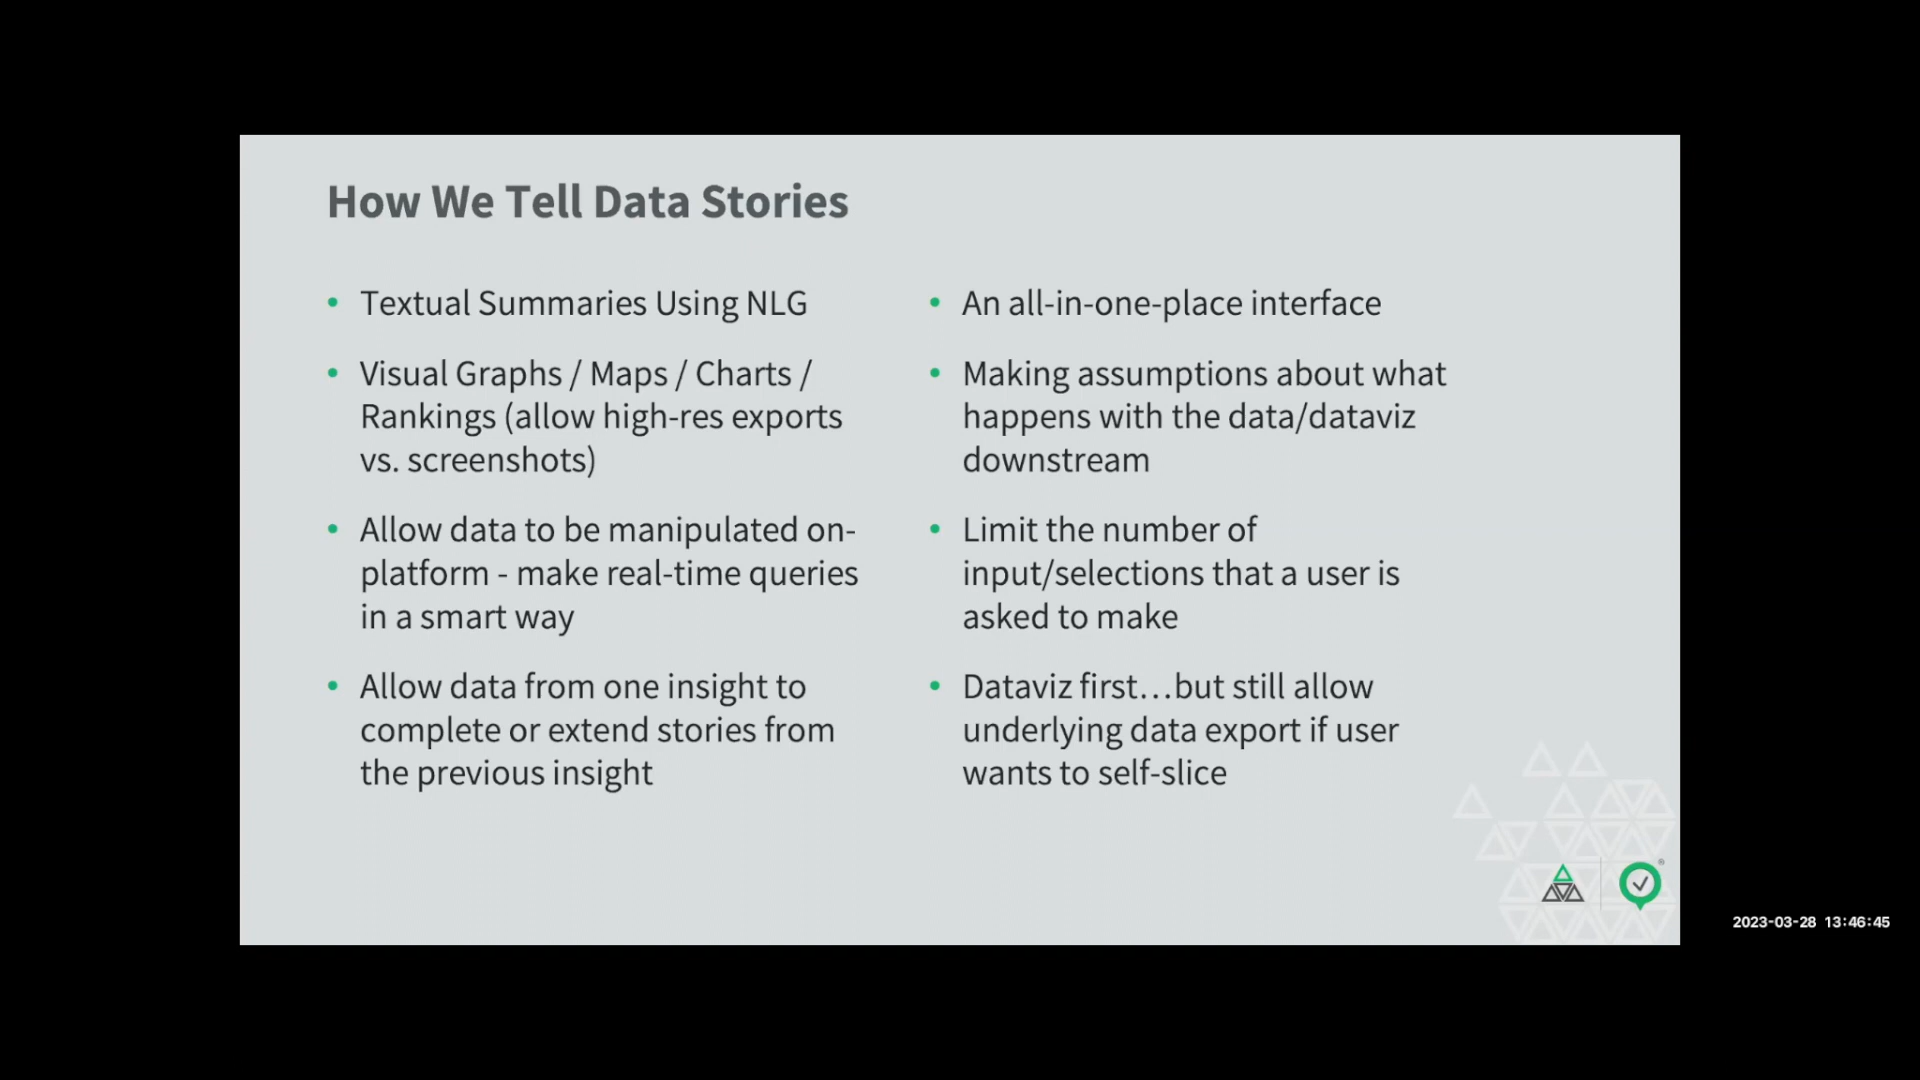 How We Tell Data Stories
• Textual Summaries Using NLG
• Visual Graphs / Maps / Charts /
Rankings (allow high-res exports
vs. screenshots)
• Allow data to be manipulated on-
platform - make real-time queries
in a smart way
• Allow data from one insight to
complete or extend stories from
the previous insight
• An all-in-one-place interface
• Making assumptions about what
happens with the data/dataviz
downstream
• Limit the number of
input/selections that a user is
asked to make
• Dataviz first...but still allow
underlying data export if user
wants to self-slice
®
2023-03-28 13:46:45